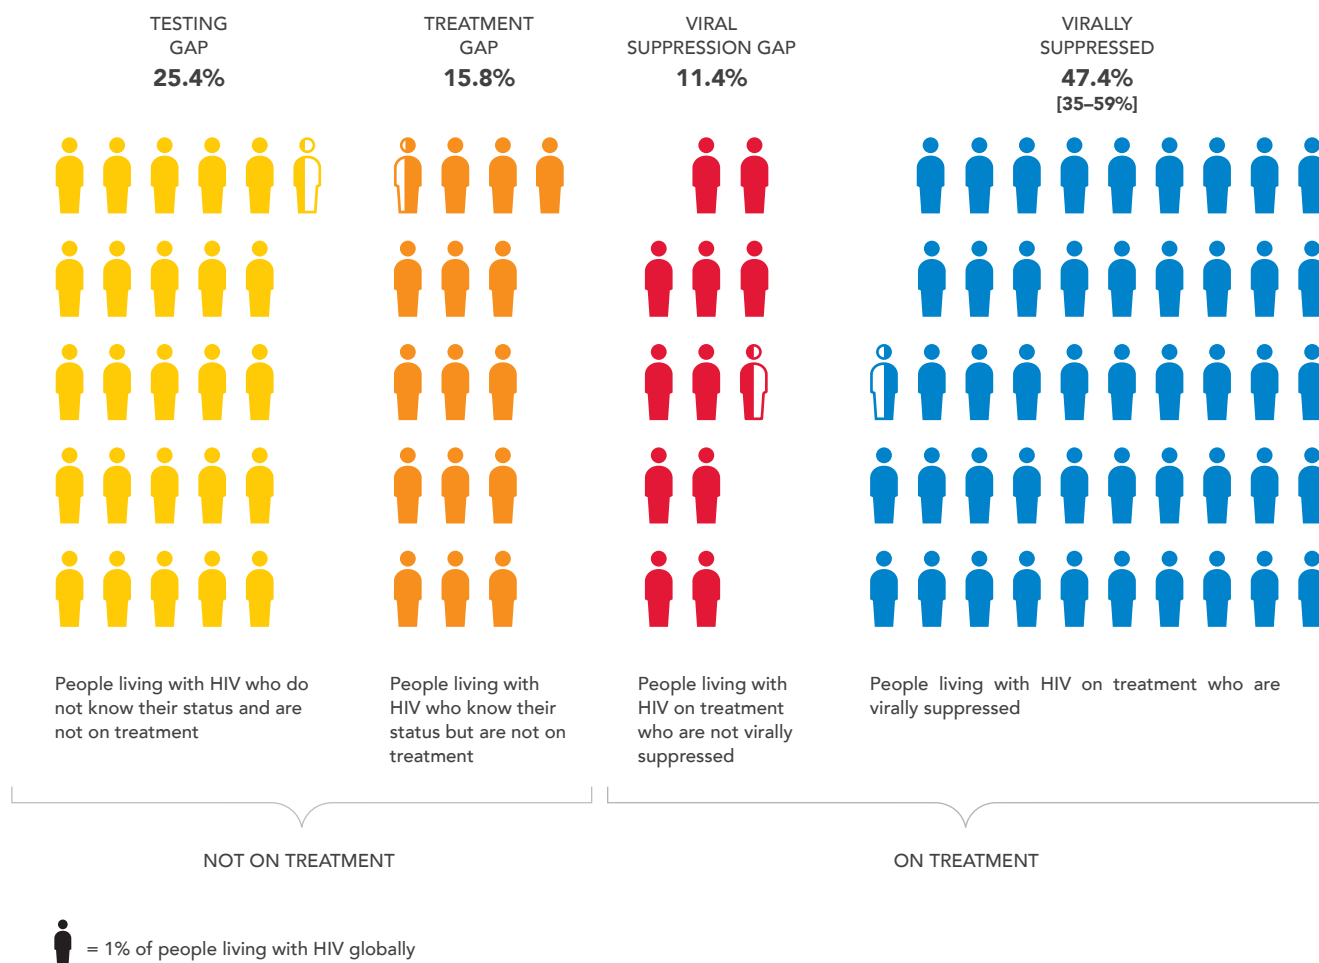 TESTING
GAP
25.4%
TREATMENT
GAP
15.8%
VIRAL
SUPPRESSION GAP
11.4%
VIRALLY
SUPPRESSED
47.4%
[35–59%]
People living with HIV who do
not know their status and are
not on treatment
People living with
HIV who know their
status but are not on
treatment
People living with
HIV on treatment
who are not virally
suppressed
People living with HIV on treatment who are
virally suppressed
NOT ON TREATMENT
ON TREATMENT
= 1% of people living with HIV globally